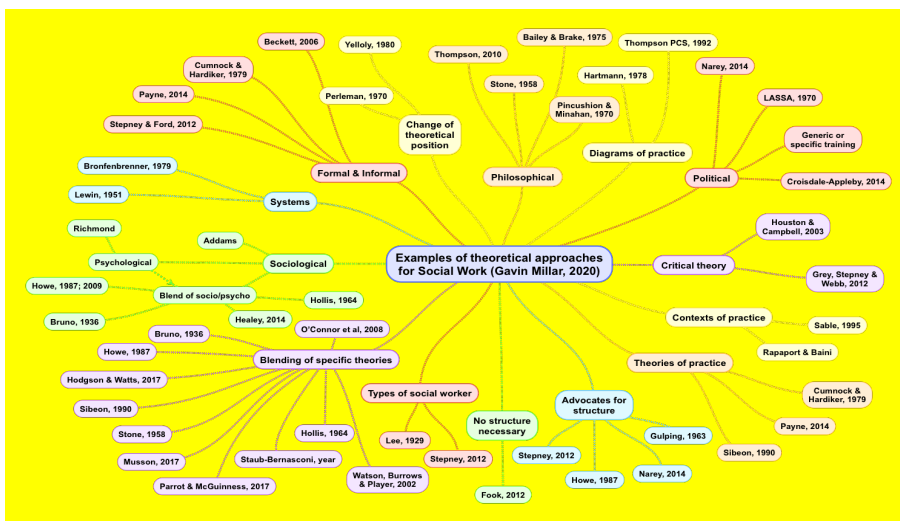 Examples of theoretical approaches
for Social Work (Gavin Millar, 2020)
Change of
theoretical
position
Yelloly, 1980
Perleman, 1970
Formal & Informal
Beckett, 2006
Cumnock &
Hardiker, 1979
Payne, 2014
Stepney & Ford, 2012
Systems
Bronfenbrenner, 1979
Lewin, 1951
Sociological
Addams
Psychological
Richmond
Blend of socio/psycho
Howe, 1987; 2009
Bruno, 1936
Healey, 2014
Hollis, 1964
Blending of specific theories
O'Connor et al, 2008
Bruno, 1936
Howe, 1987
Hodgson & Watts, 2017
Sibeon, 1990
Stone, 1958
Musson, 2017
Parrot & McGuinness, 2017
Staub-Bernasconi, year
Hollis, 1964
Watson, Burrows
& Player, 2002
Types of social worker
Lee, 1929
Stepney, 2012
No structure
necessary
Fook, 2012
Advocates for
structure
Stepney, 2012
Howe, 1987
Narey, 2014
Gulping, 1963
Theories of practice
Cumnock &
Hardiker, 1979
Payne, 2014
Sibeon, 1990
Contexts of practice
Sable, 1995
Rapaport & Baini
Critical theory
Houston &
Campbell, 2003
Grey, Stepney &
Webb, 2012
Political
Narey, 2014
LASSA, 1970
Generic or
specific training
Croisdale-Appleby, 2014
Diagrams of practice
Thompson PCS, 1992
Hartmann, 1978
Philosophical
Thompson, 2010
Stone, 1958
Bailey & Brake, 1975
Pincushion &
Minahan, 1970